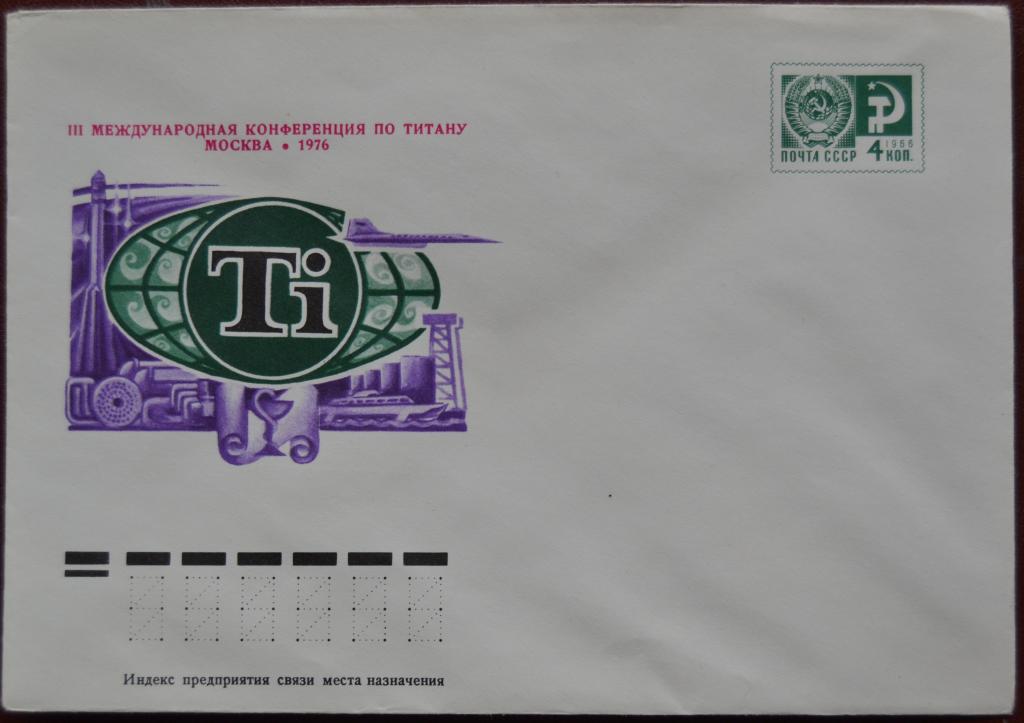 III МЕЖДУНАРОДНАЯ КОНФЕРЕНЦИЯ ПО ТИТАНУ
МОСКВА • 1976
1966
ПОЧТА СССР 4 КОП.
Ti
Индекс предприятия связи места назначения